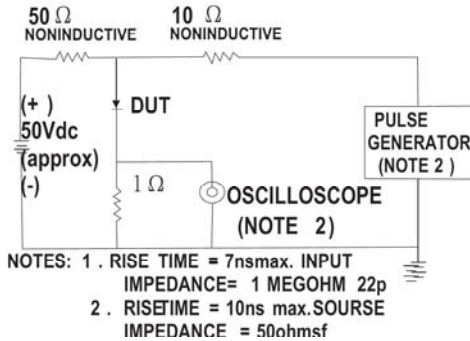 50 Ω
NONINDUCTIVE
10 Ω
NONINDUCTIVE
(+ )
50Vdc
(approx)
(-)
DUT
1 Ω
OSCILLOSCOPE
(NOTE 2)
PULSE
GENERATOR
(NOTE 2 )
NOTES: 1 . RISE TIME = 7nsmax. INPUT
IMPEDANCE= 1 MEGOHM 22p
2 . RISETIME = 10ns max.SOURSE
IMPEDANCE = 50ohmsf